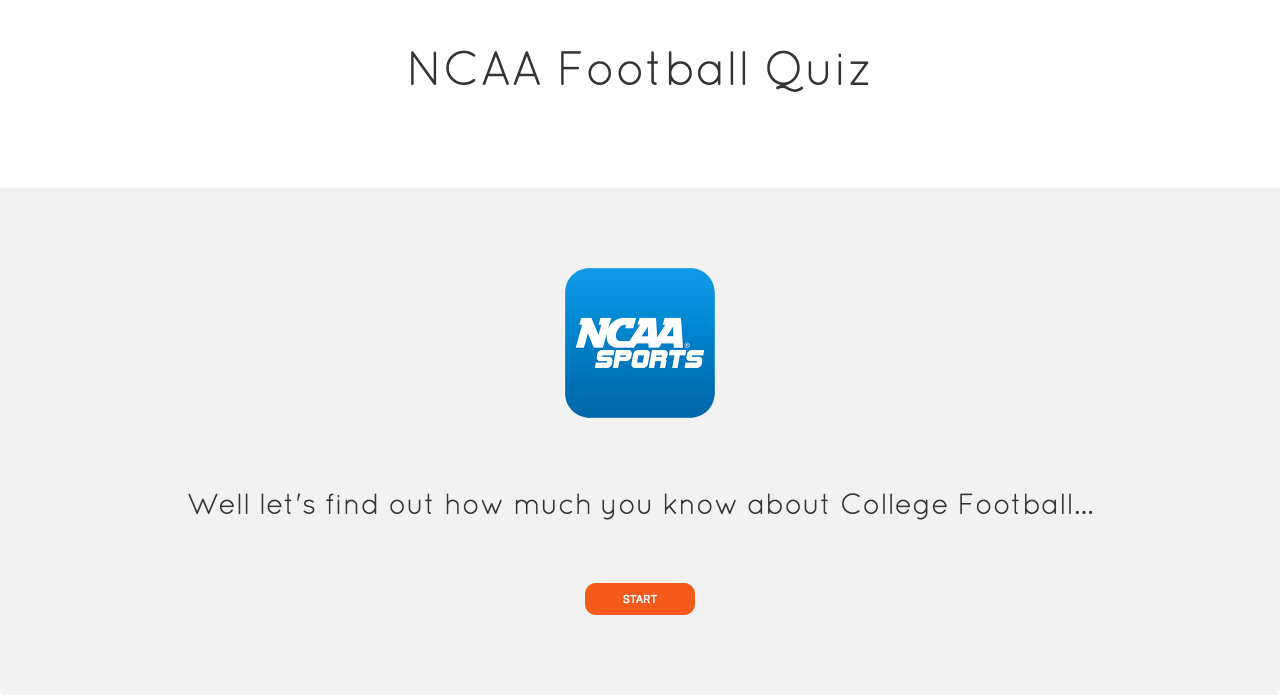 NCAA Football Quiz
NCAA
SPORTS®
Well let's find out how much you know about College Football...
START